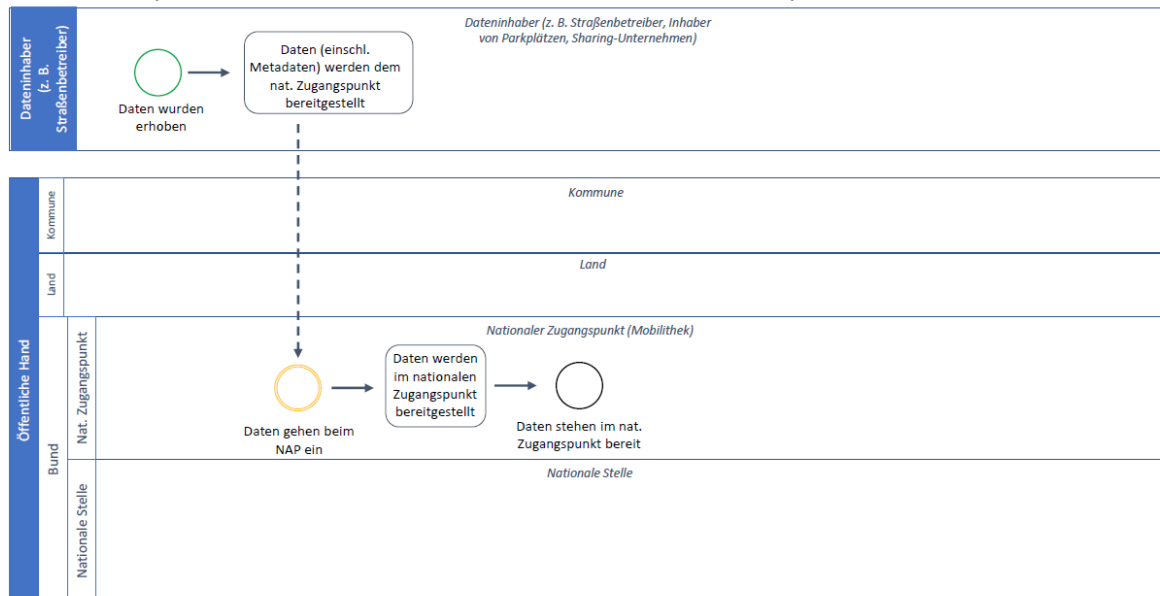 Dateninhaber
(z. B.
Straßenbetreiber)
Dateninhaber (z. B. Straßenbetreiber, Inhaber
von Parkplätzen, Sharing-Unternehmen)
Daten (einschl.
Metadaten) werden dem
nat. Zugangspunkt
bereitgestellt
Daten wurden
erhoben
Öffentliche Hand
Kommune
Kommune
Land
Land
Bund
Nat. Zugangspunkt
Nationaler Zugangspunkt (Mobilithek)
Daten gehen beim
NAP ein
Daten werden
im nationalen
Zugangspunkt
bereitgestellt
Daten stehen im nat.
Zugangspunkt bereit
Nationale Stelle
Nationale Stelle